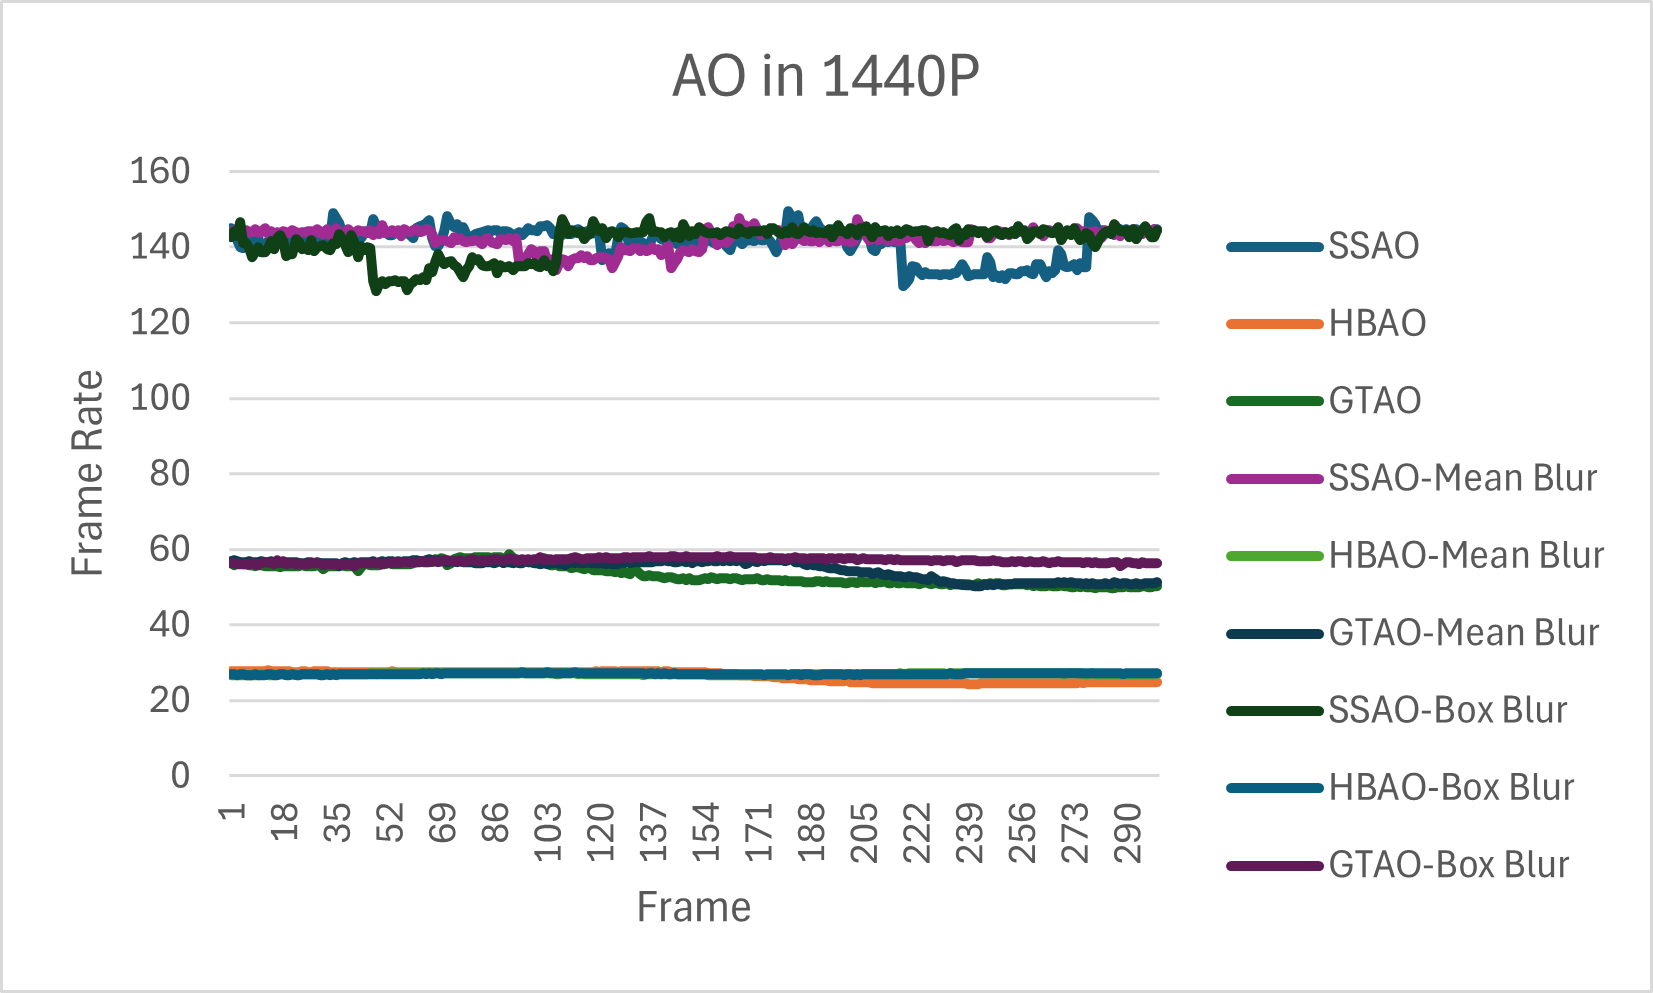 AO in 1440P
160
140
120
100
80
60
40
20
0
Frame Rate
1 18 35 52 69 86 103 120 137 154 171 188 205 222 239 256 273 290
Frame
SSAO
HBAO
GTAO
SSAO-Mean Blur
HBAO-Mean Blur
GTAO-Mean Blur
SSAO-Box Blur
HBAO-Box Blur
GTAO-Box Blur